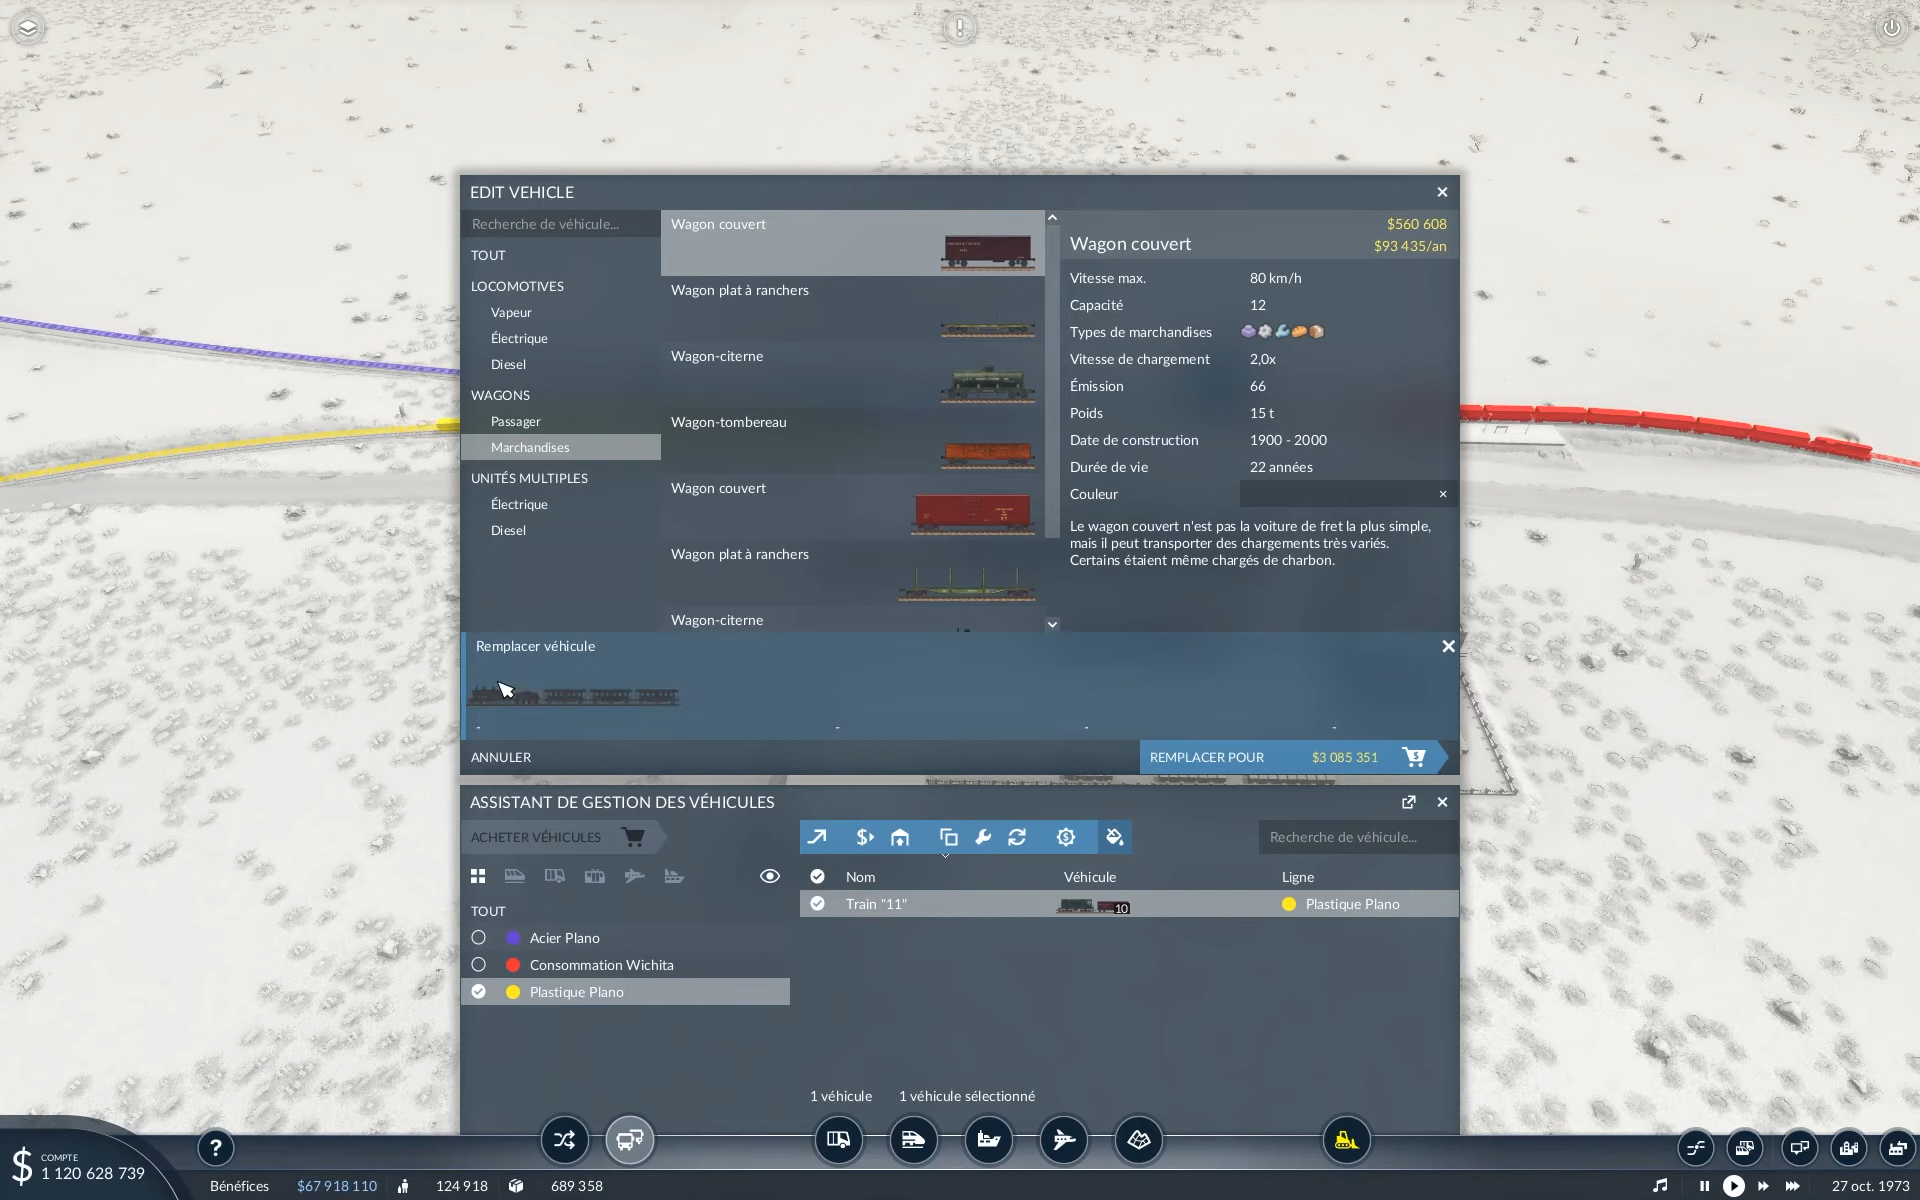 EDIT VEHICLE
Recherche de véhicule...
TOUT
LOCOMOTIVES
Vapeur
Électrique
Diesel
WAGONS
Passager
Marchandises
UNITÉS MULTIPLES
Électrique
Diesel
Wagon couvert
Wagon plat à ranchers
Wagon-citerne
Wagon-tombereau
Wagon couvert
Wagon plat à ranchers
Wagon-citerne
$560 608
Wagon couvert
$93 435/an
Vitesse max. 80 km/h
Capacité 12
Types de marchandises
Vitesse de chargement 2,0x
Émission 66
Poids 15 t
Date de construction 1900 - 2000
Durée de vie 22 années
Couleur
Le wagon couvert n'est pas la voiture de fret la plus simple,
mais il peut transporter des chargements très variés.
Certains étaient même chargés de charbon.
Remplacer véhicule
- - - -
ANNULER
REMPLACER POUR $3 085 351
ASSISTANT DE GESTION DES VÉHICULES
ACHETER VÉHICULES
Recherche de véhicule...
TOUT
Acier Plano
Consommation Wichita
Plastique Plano
Nom Véhicule Ligne
Train "11" 10 Plastique Plano
1 véhicule 1 véhicule sélectionné
COMPTE
$ 1 120 628 739
?
Bénéfices $67 918 110 124 918 689 358
27 oct. 1973